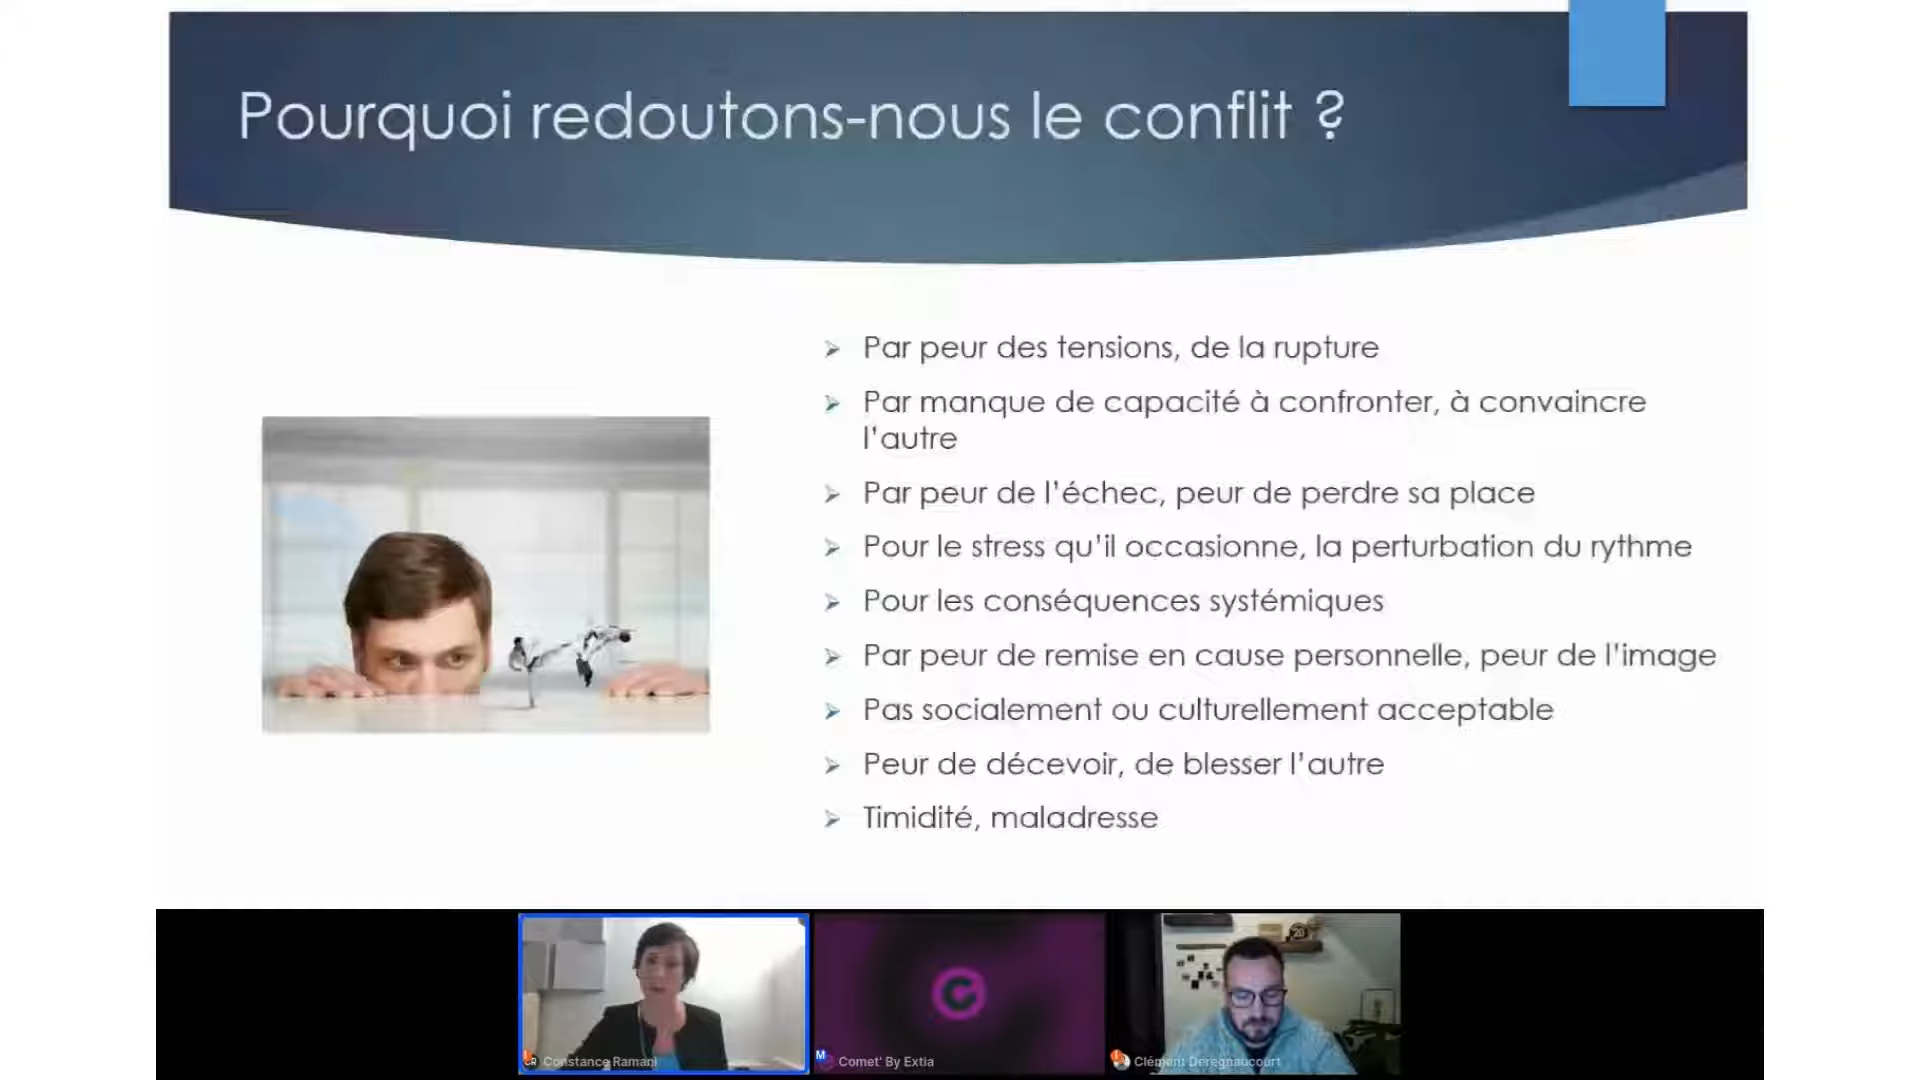 Pourquoi redoutons-nous le conflit ?
Par peur des tensions, de la rupture
Par manque de capacité à confronter, à convaincre
l'autre
Par peur de l'échec, peur de perdre sa place
Pour le stress qu'il occasionne, la perturbation du rythme
Pour les conséquences systémiques
Par peur de remise en cause personnelle, peur de l'image
Pas socialement ou culturellement acceptable
Peur de décevoir, de blesser l'autre
Timidité, maladresse
CR Constance Ramani
M Comet' By Extia
Clément Deregnaucourt